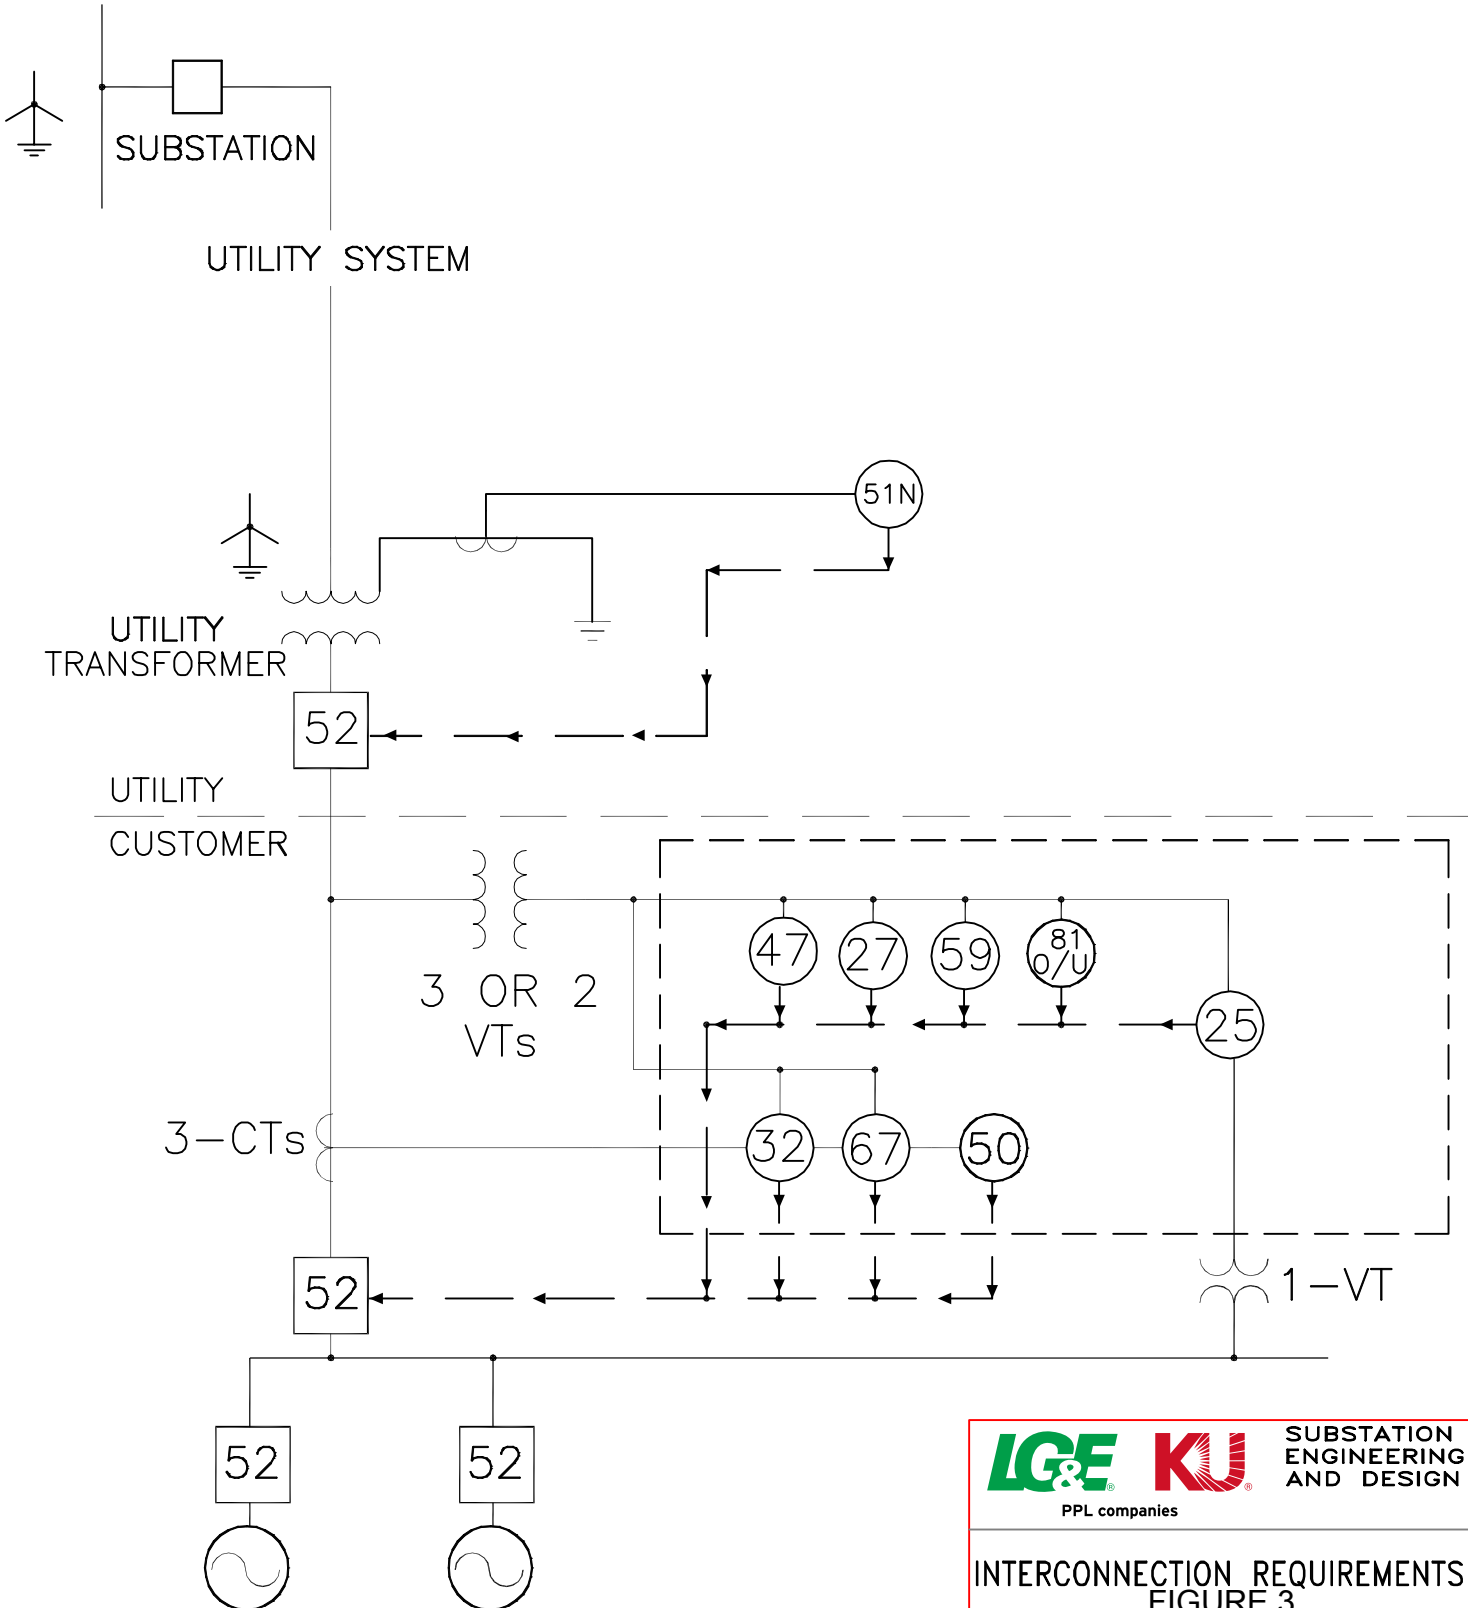 SUBSTATION
UTILITY SYSTEM
51N
UTILITY
TRANSFORMER
52
UTILITY
CUSTOMER
47
27
59
81
O/U
3 OR 2
VTs
25
3-CTs
32
67
50
52
1-VT
52
52
LG&E ®
KU ®
PPL companies
SUBSTATION
ENGINEERING
AND DESIGN
INTERCONNECTION REQUIREMENTS
FIGURE 3